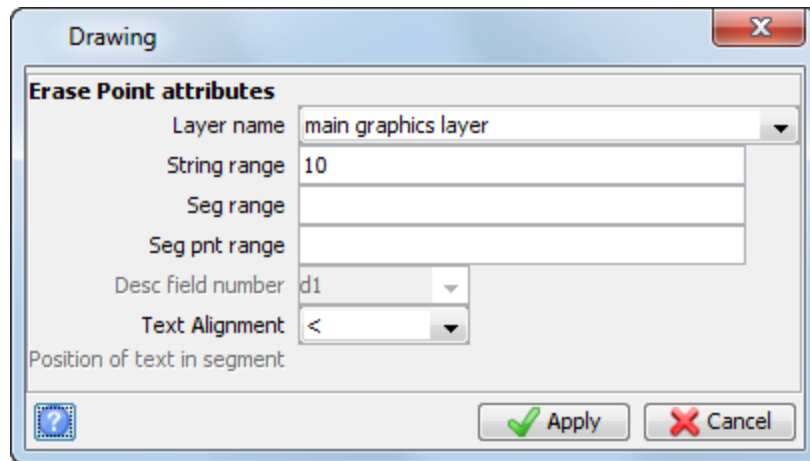 Drawing
Erase Point attributes
Layer name main graphics layer
String range 10
Seg range
Seg pnt range
Desc field number d1
Text Alignment <
Position of text in segment
? Apply Cancel